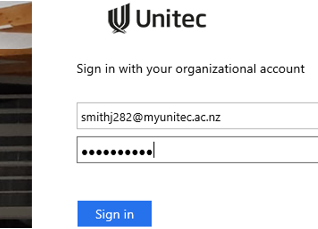 Unitec
Sign in with your organizational account
smithj282@myunitec.ac.nz
●●●●●●●●●●
Sign in